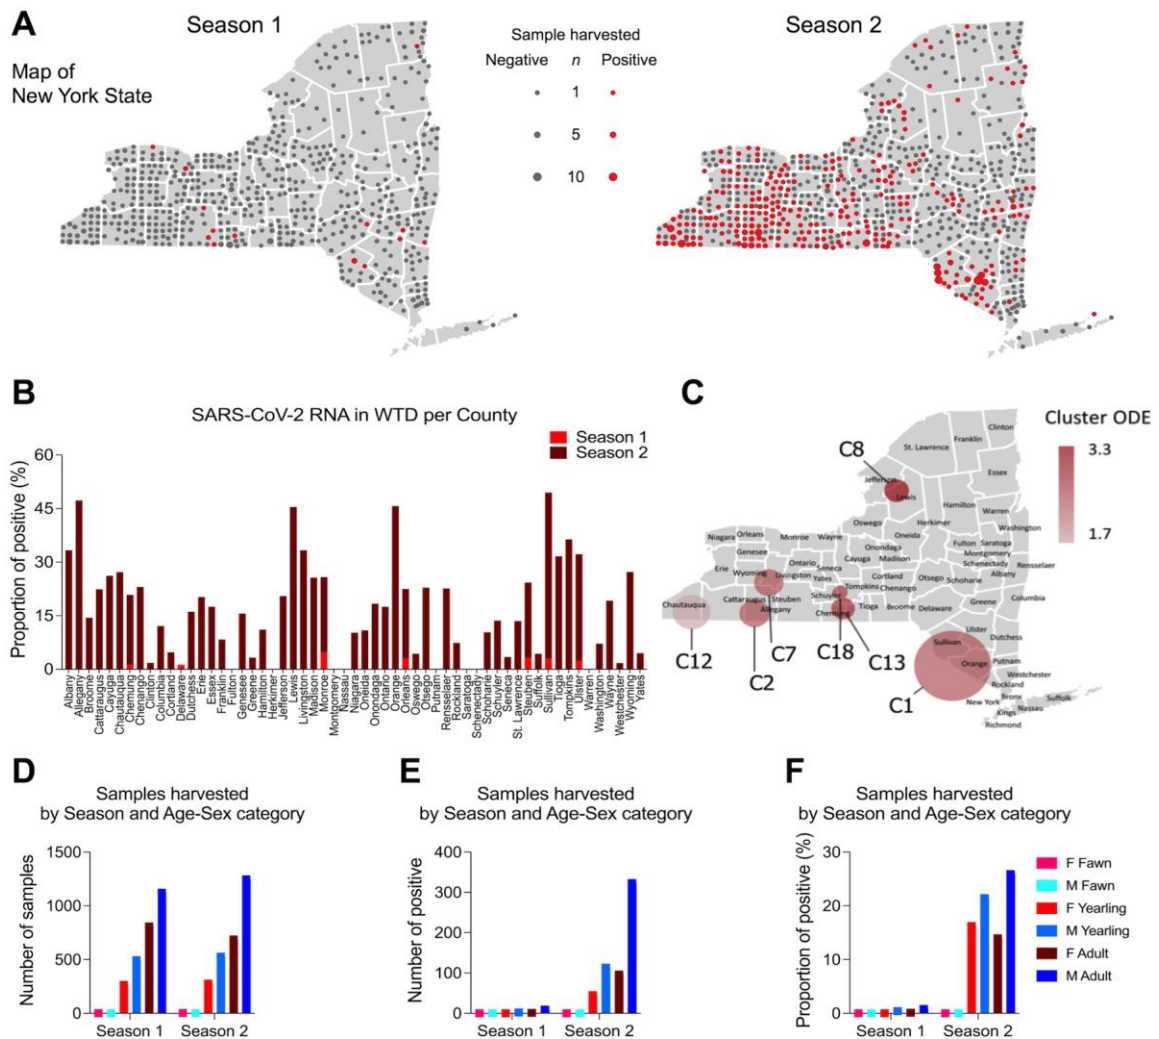 A
Season 1
Map of
New York State
Sample harvested
Negative n Positive
1
5
10
Season 2
B
SARS-CoV-2 RNA in WTD per County
Season 1
Season 2
Proportion of positive (%)
60
45
30
15
0
Albany
Allegany
Broome
Cattaraugus
Cayuga
Chautauqua
Chemung
Chenango
Clinton
Columbia
Cortland
Delaware
Dutchess
Erie
Essex
Franklin
Fulton
Genesee
Greene
Hamilton
Herkimer
Jefferson
Lewis
Livingston
Madison
Monroe
Montgomery
Nassau
Niagara
Oneida
Onondaga
Ontario
Orange
Orleans
Oswego
Otsego
Putnam
Rensselaer
Rockland
Saratoga
Schenectady
Schoharie
Schuyler
Seneca
St. Lawrence
Steuben
Suffolk
Sullivan
Tioga
Tompkins
Ulster
Warren
Washington
Wayne
Westchester
Wyoming
Yates
C
Cluster ODE
3.3
1.7
Clinton
Franklin
St. Lawrence
C8
Essex
Jefferson
Lewis
Hamilton
Warren
Oswego
Herkimer
Washington
Niagara
Orleans
Monroe
Wayne
Oneida
Fulton
Saratoga
Genesee
Onondaga
Montgomery
Ontario
Seneca
Cayuga
Madison
Schenectady
Rensselaer
Erie
Wyoming
Livingston
Yates
Cortland
Otsego
Schoharie
Albany
Tompkins
Chenango
Schuyler
Cattaraugus
Steuben
Chautauqua
Allegany
Chemung
Tioga
Broome
Delaware
Greene
Columbia
Ulster
Sullivan
Dutchess
C12
C2
C7
C18
C13
Orange
Putnam
Westchester
Rockland
C1
Bronx
New York
Suffolk
Nassau
Kings
Richmond
D
Samples harvested
by Season and Age-Sex category
Number of samples
1500
1000
500
0
Season 1
Season 2
E
Samples harvested
by Season and Age-Sex category
Number of positive
400
300
200
100
0
Season 1
Season 2
F
Samples harvested
by Season and Age-Sex category
Proportion of positive (%)
30
20
10
0
Season 1
Season 2
F Fawn
M Fawn
F Yearling
M Yearling
F Adult
M Adult